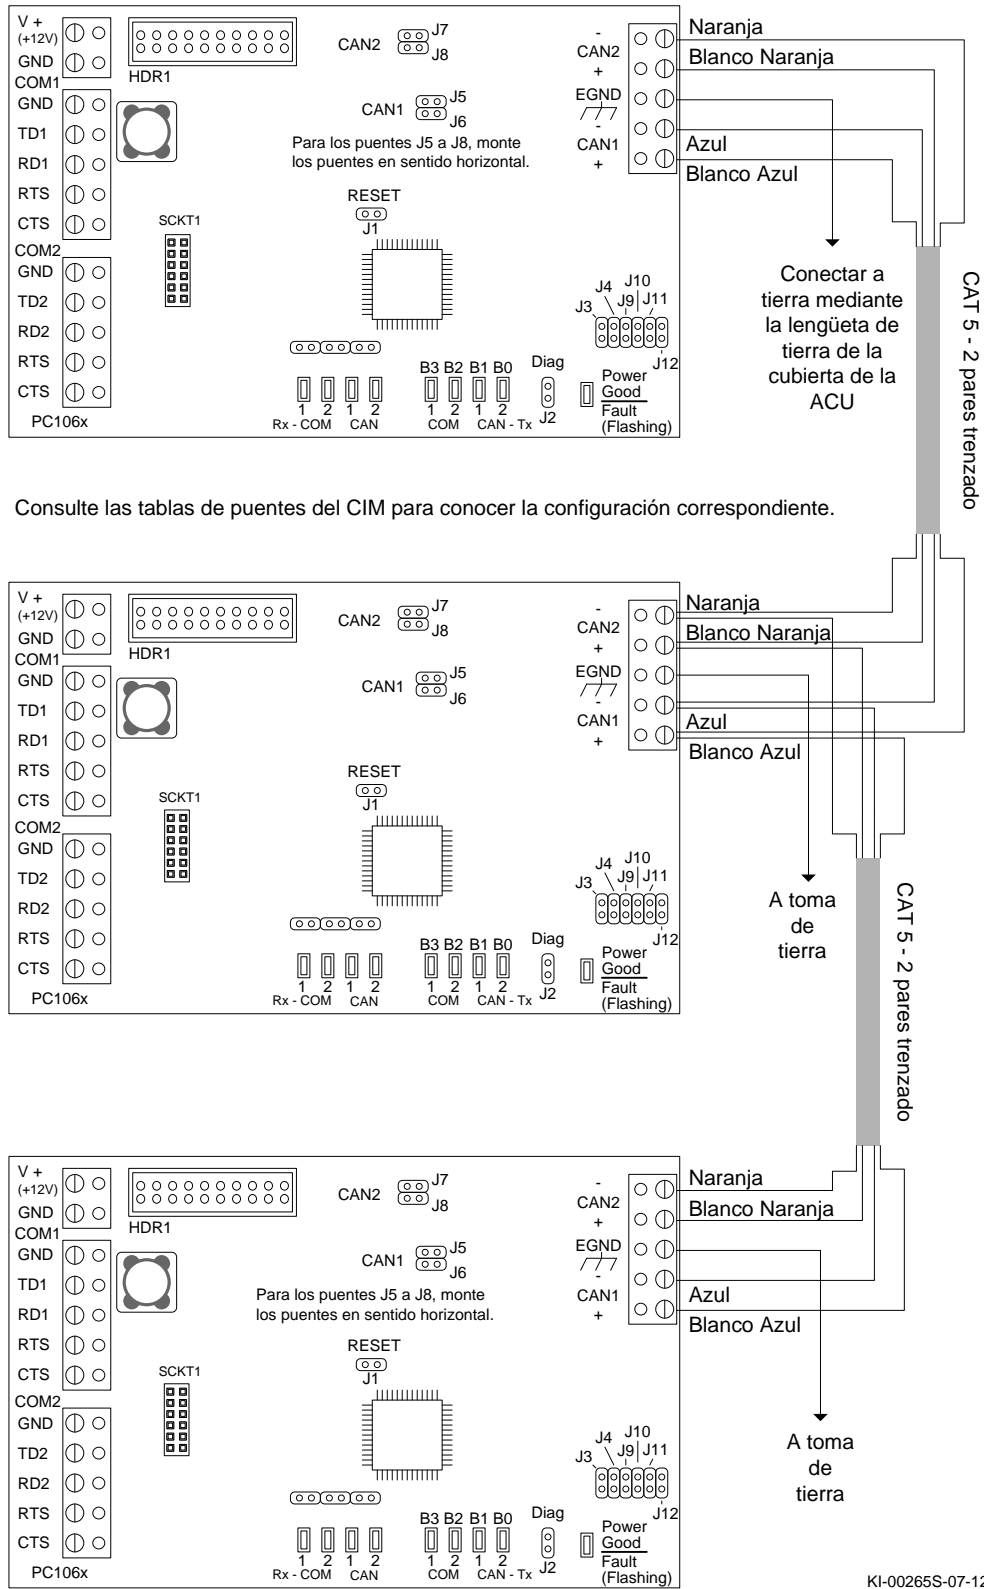 V +
(+12V)
GND
COM1
GND
TD1
RD1
RTS
CTS
COM2
GND
TD2
RD2
RTS
CTS
PC106x
HDR1
SCKT1
CAN2
J7
J8
CAN1
J5
J6
Para los puentes J5 a J8, monte
los puentes en sentido horizontal.
RESET
J1
J3
J4
J9
J10
J11
J12
B3 B2 B1 B0
Diag
J2
1 2 1 2
Rx - COM CAN
1 2 1 2
COM CAN - Tx
Power
Good
Fault
(Flashing)
-
CAN2
+
EGND
-
CAN1
+
Naranja
Blanco Naranja
Azul
Blanco Azul
Conectar a
tierra mediante
la lengüeta de
tierra de la
cubierta de la
ACU
CAT 5 - 2 pares trenzado
Consulte las tablas de puentes del CIM para conocer la configuración correspondiente.
V +
(+12V)
GND
COM1
GND
TD1
RD1
RTS
CTS
COM2
GND
TD2
RD2
RTS
CTS
PC106x
HDR1
SCKT1
CAN2
J7
J8
CAN1
J5
J6
RESET
J1
J3
J4
J9
J10
J11
J12
B3 B2 B1 B0
Diag
J2
1 2 1 2
Rx - COM CAN
1 2 1 2
COM CAN - Tx
Power
Good
Fault
(Flashing)
-
CAN2
+
EGND
-
CAN1
+
Naranja
Blanco Naranja
Azul
Blanco Azul
A toma
de
tierra
CAT 5 - 2 pares trenzado
V +
(+12V)
GND
COM1
GND
TD1
RD1
RTS
CTS
COM2
GND
TD2
RD2
RTS
CTS
PC106x
HDR1
SCKT1
CAN2
J7
J8
CAN1
J5
J6
Para los puentes J5 a J8, monte
los puentes en sentido horizontal.
RESET
J1
J3
J4
J9
J10
J11
J12
B3 B2 B1 B0
Diag
J2
1 2 1 2
Rx - COM CAN
1 2 1 2
COM CAN - Tx
Power
Good
Fault
(Flashing)
-
CAN2
+
EGND
-
CAN1
+
Naranja
Blanco Naranja
Azul
Blanco Azul
A toma
de
tierra
KI-00265S-07-12